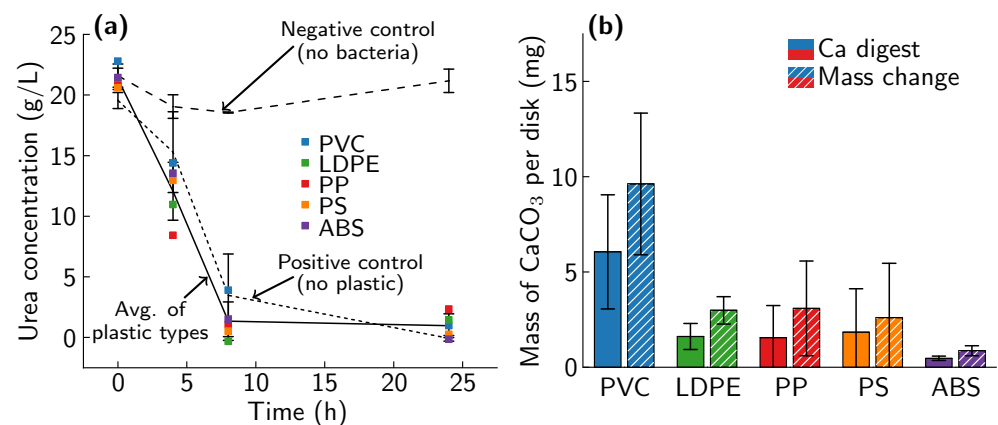 (a)
Urea concentration (g/L)
25
20
15
10
5
0
Negative control
(no bacteria)
PVC
LDPE
PP
PS
ABS
Positive control
(no plastic)
Avg. of
plastic types
0 5 10 15 20 25
Time (h)
(b)
Mass of CaCO₃ per disk (mg)
15
10
5
0
Ca digest
Mass change
PVC LDPE PP PS ABS